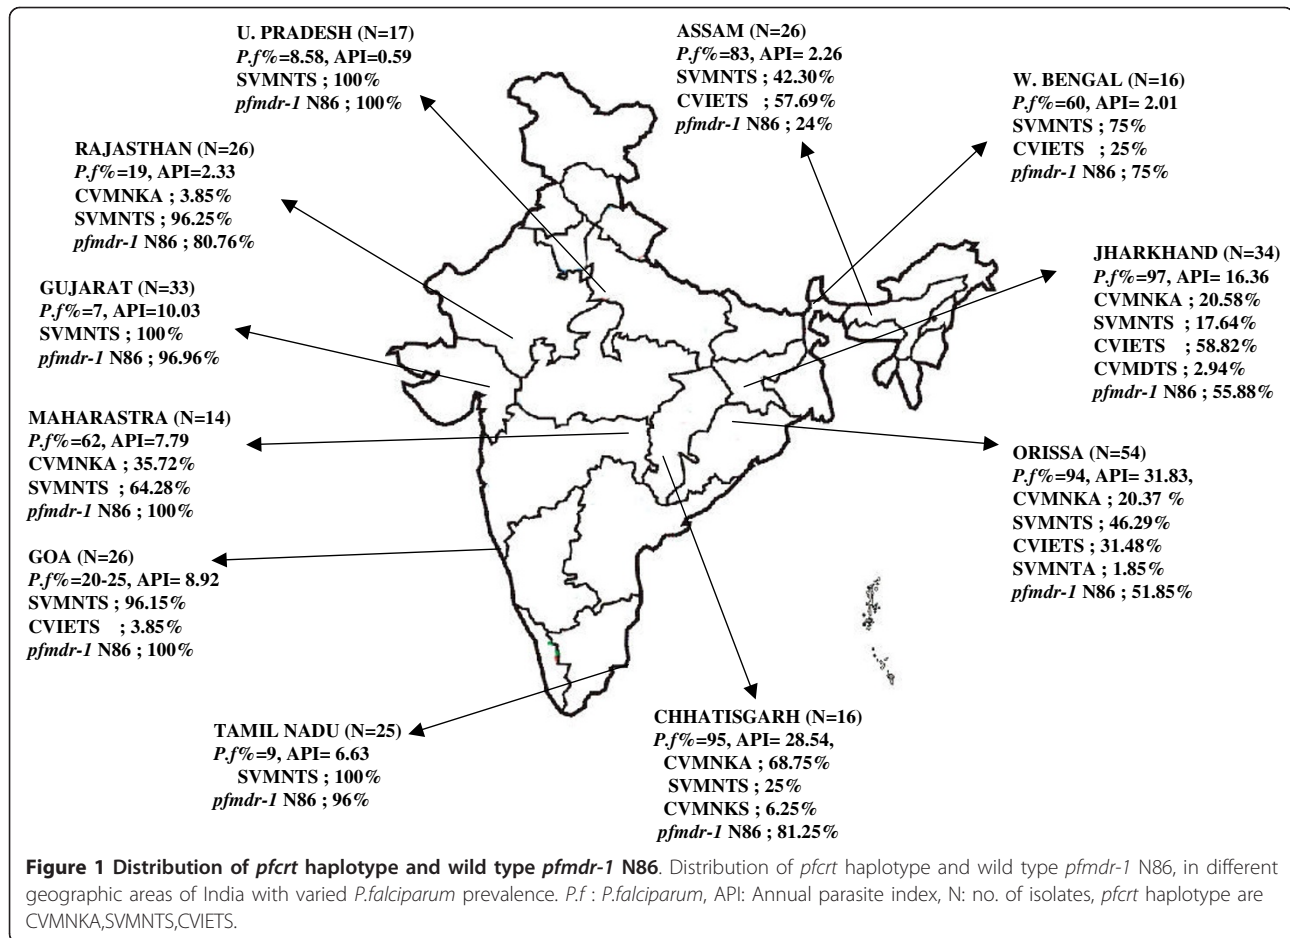 U. PRADESH (N=17)
P.f%=8.58, API=0.59
SVMNTS ; 100%
pfmdr-1 N86 ; 100%
ASSAM (N=26)
P.f%=83, API= 2.26
SVMNTS ; 42.30%
CVIETS ; 57.69%
pfmdr-1 N86 ; 24%
W. BENGAL (N=16)
P.f%=60, API= 2.01
SVMNTS ; 75%
CVIETS ; 25%
pfmdr-1 N86 ; 75%
RAJASTHAN (N=26)
P.f%=19, API=2.33
CVMNKA ; 3.85%
SVMNTS ; 96.25%
pfmdr-1 N86 ; 80.76%
JHARKHAND (N=34)
P.f%=97, API= 16.36
CVMNKA ; 20.58%
SVMNTS ; 17.64%
CVIETS ; 58.82%
CVMDTS ; 2.94%
pfmdr-1 N86 ; 55.88%
GUJARAT (N=33)
P.f%=7, API=10.03
SVMNTS ; 100%
pfmdr-1 N86 ; 96.96%
MAHARASTRA (N=14)
P.f%=62, API=7.79
CVMNKA ; 35.72%
SVMNTS ; 64.28%
pfmdr-1 N86 ; 100%
ORISSA (N=54)
P.f%=94, API= 31.83,
CVMNKA ; 20.37 %
SVMNTS ; 46.29%
CVIETS ; 31.48%
SVMNTA ; 1.85%
pfmdr-1 N86 ; 51.85%
GOA (N=26)
P.f%=20-25, API= 8.92
SVMNTS ; 96.15%
CVIETS ; 3.85%
pfmdr-1 N86 ; 100%
TAMIL NADU (N=25)
P.f%=9, API= 6.63
SVMNTS ; 100%
pfmdr-1 N86 ; 96%
CHHATISGARH (N=16)
P.f%=95, API= 28.54,
CVMNKA ; 68.75%
SVMNTS ; 25%
CVMNKS ; 6.25%
pfmdr-1 N86 ; 81.25%
Figure 1 Distribution of pfcrt haplotype and wild type pfmdr-1 N86. Distribution of pfcrt haplotype and wild type pfmdr-1 N86, in different
geographic areas of India with varied P.falciparum prevalence. P.f : P.falciparum, API: Annual parasite index, N: no. of isolates, pfcrt haplotype are
CVMNKA,SVMNTS,CVIETS.